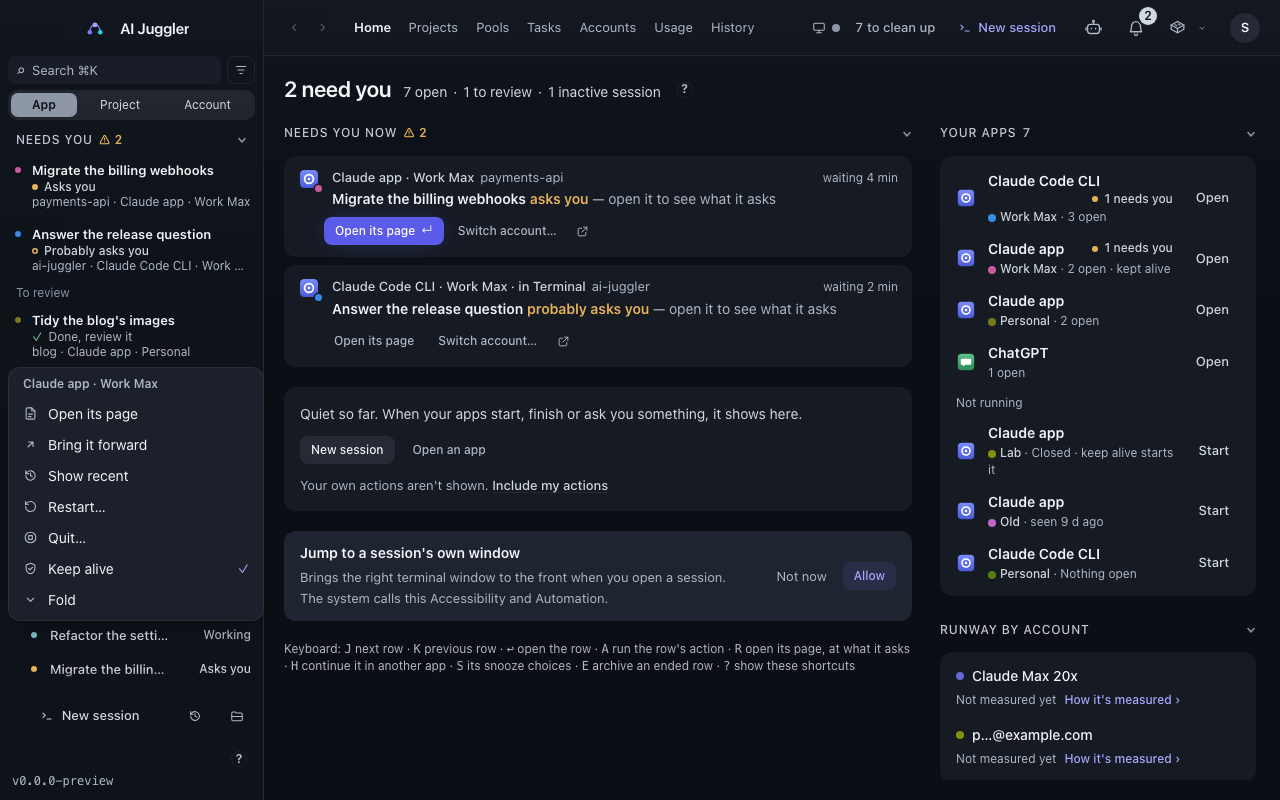 AI Juggler
Search ⌘K
App Project Account
NEEDS YOU 2
Migrate the billing webhooks
Asks you
payments-api · Claude app · Work Max
Answer the release question
Probably asks you
ai-juggler · Claude Code CLI · Work ...
To review
Tidy the blog's images
Done, review it
blog · Claude app · Personal
Claude app · Work Max
Open its page
Bring it forward
Show recent
Restart...
Quit...
Keep alive
Fold
Refactor the setti... Working
Migrate the billin... Asks you
New session
?
v0.0.0-preview
Home Projects Pools Tasks Accounts Usage History
7 to clean up
New session
2
S
2 need you 7 open · 1 to review · 1 inactive session ?
NEEDS YOU NOW 2
Claude app · Work Max payments-api waiting 4 min
Migrate the billing webhooks asks you — open it to see what it asks
Open its page ↵ Switch account...
Claude Code CLI · Work Max · in Terminal ai-juggler waiting 2 min
Answer the release question probably asks you — open it to see what it asks
Open its page Switch account...
Quiet so far. When your apps start, finish or ask you something, it shows here.
New session Open an app
Your own actions aren't shown. Include my actions
Jump to a session's own window
Brings the right terminal window to the front when you open a session.
The system calls this Accessibility and Automation.
Not now Allow
Keyboard: J next row · K previous row · ↩ open the row · A run the row's action · R open its page, at what it asks
· H continue it in another app · S its snooze choices · E archive an ended row · ? show these shortcuts
YOUR APPS 7
Claude Code CLI
1 needs you
Work Max · 3 open
Open
Claude app 1 needs you
Work Max · 2 open · kept alive
Open
Claude app
Personal · 2 open
Open
ChatGPT
1 open
Open
Not running
Claude app
Lab · Closed · keep alive starts
it
Start
Claude app
Old · seen 9 d ago
Start
Claude Code CLI
Personal · Nothing open
Start
RUNWAY BY ACCOUNT
Claude Max 20x
Not measured yet How it's measured ›
p...@example.com
Not measured yet How it's measured ›